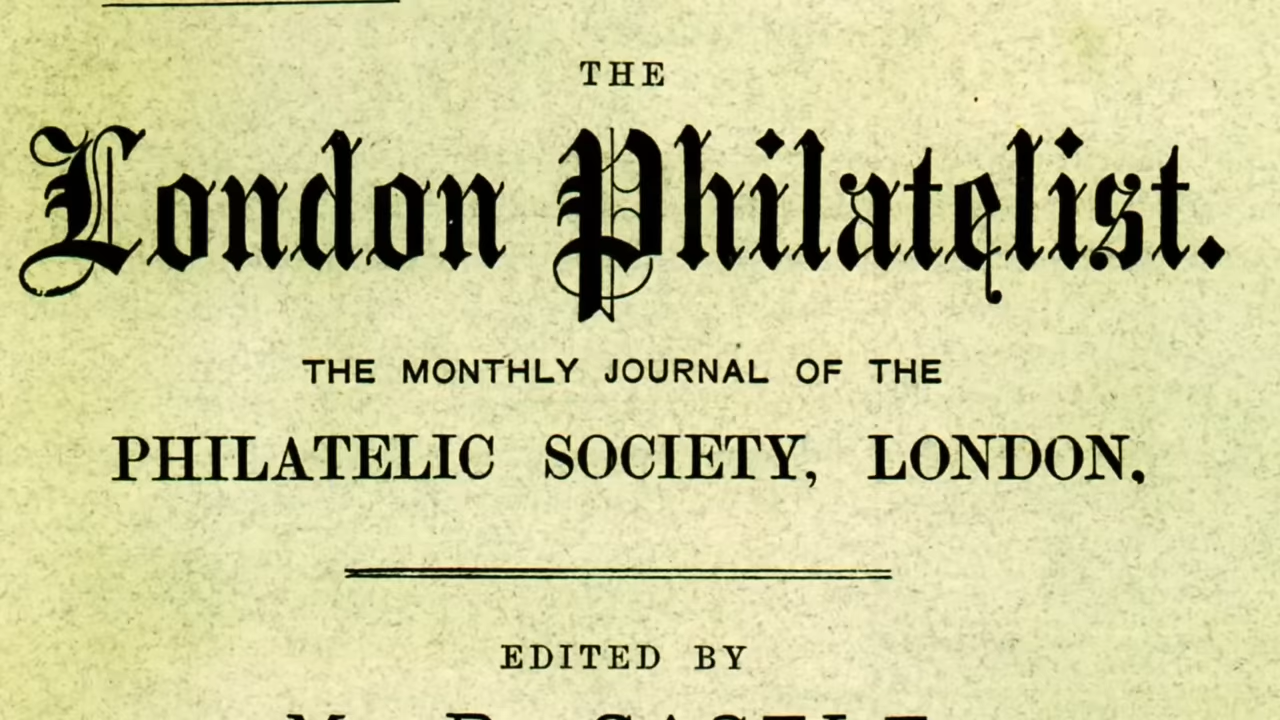 THE
London Philatelist.
THE MONTHLY JOURNAL OF THE
PHILATELIC SOCIETY, LONDON.
EDITED BY